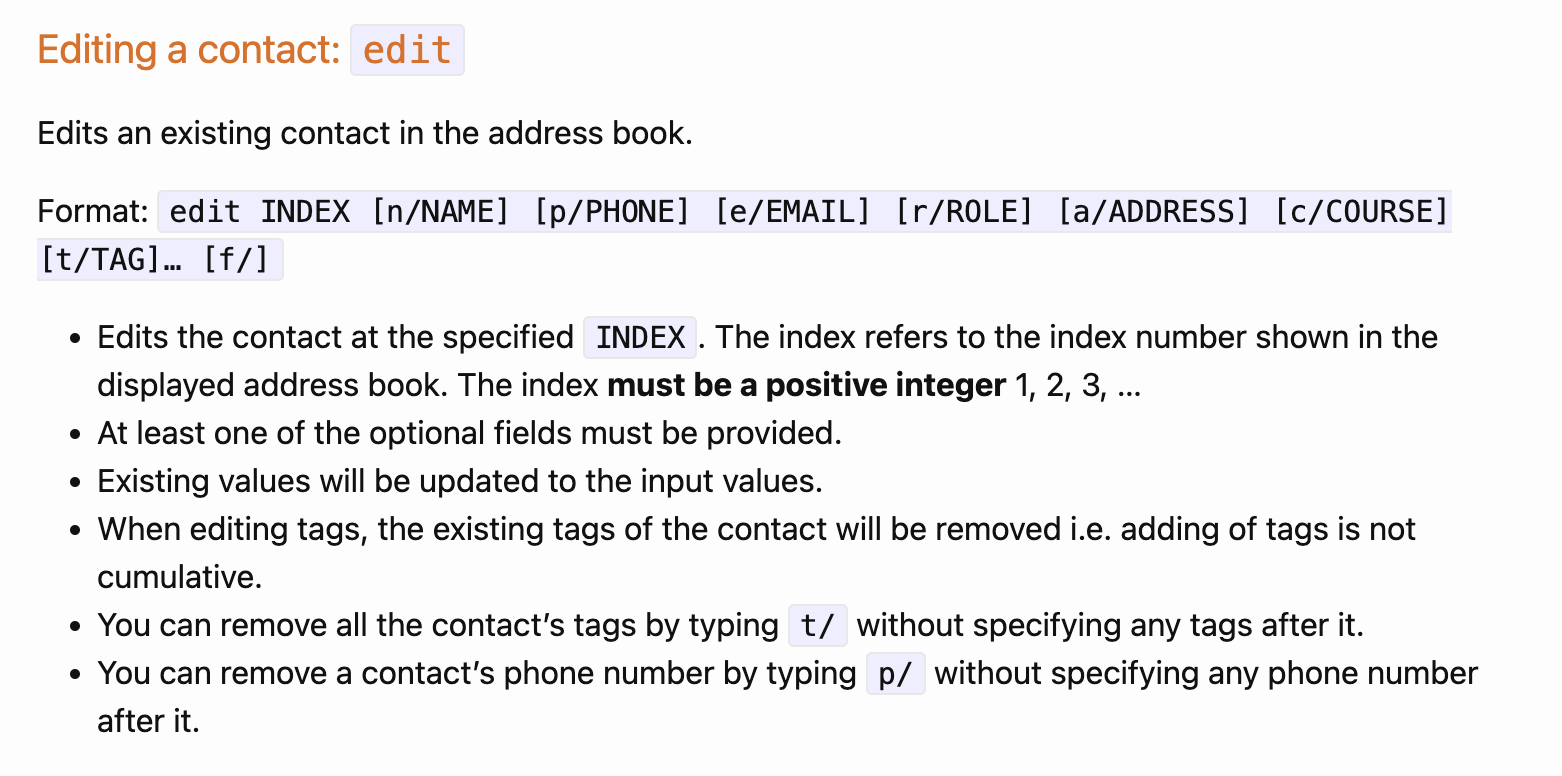 Editing a contact: edit
Edits an existing contact in the address book.
Format: edit INDEX [n/NAME] [p/PHONE] [e/EMAIL] [r/ROLE] [a/ADDRESS] [c/COURSE]
[t/TAG]… [f/]
• Edits the contact at the specified INDEX. The index refers to the index number shown in the
displayed address book. The index must be a positive integer 1, 2, 3, …
• At least one of the optional fields must be provided.
• Existing values will be updated to the input values.
• When editing tags, the existing tags of the contact will be removed i.e. adding of tags is not
cumulative.
• You can remove all the contact’s tags by typing t/ without specifying any tags after it.
• You can remove a contact’s phone number by typing p/ without specifying any phone number
after it.